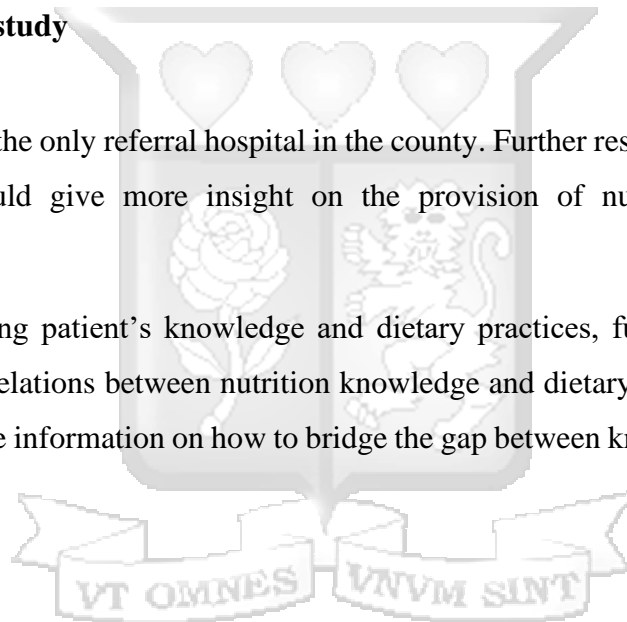 study
the only referral hospital in the county. Further res
uld give more insight on the provision of nu
ng patient’s knowledge and dietary practices, fu
elations between nutrition knowledge and dietary
e information on how to bridge the gap between kn
VT OMNES VNVM SINT